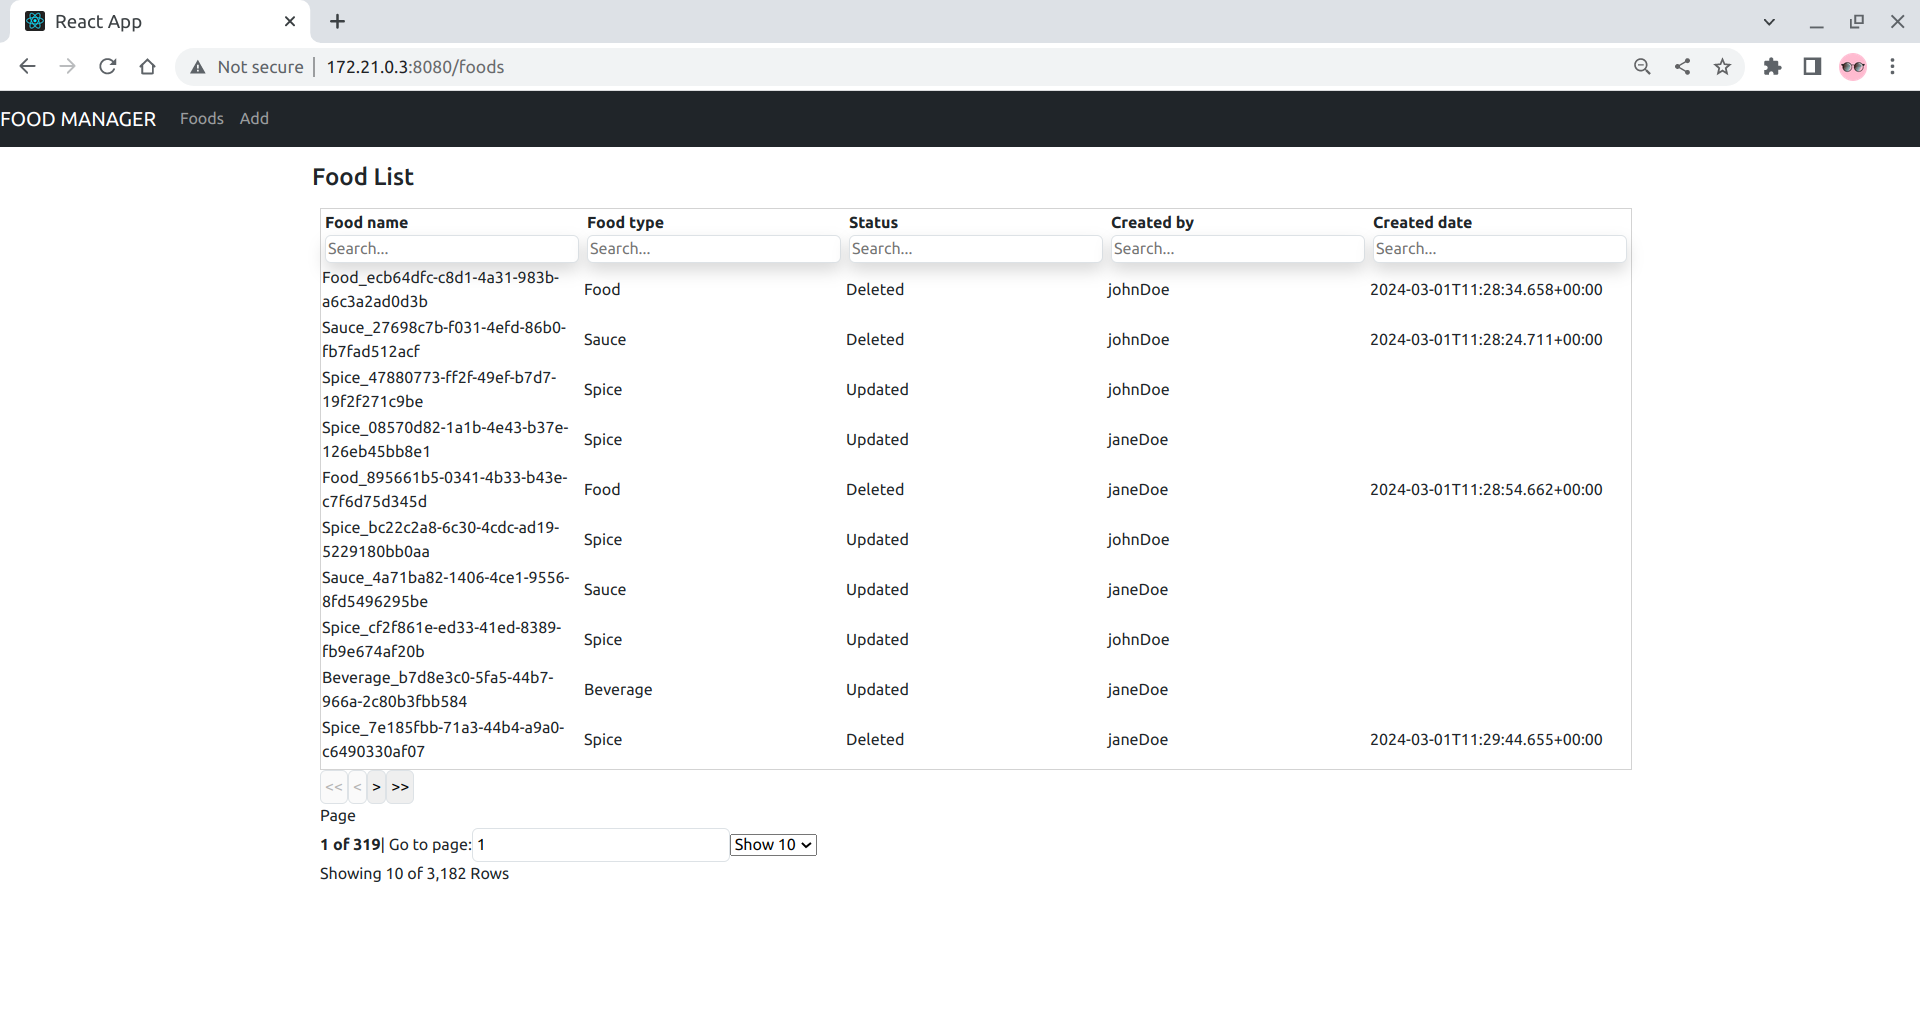 React App
Not secure 172.21.0.3:8080/foods
FOOD MANAGER Foods Add
Food List
Food name Food type Status Created by Created date
Search... Search... Search... Search... Search...
Food_ecb64dfc-c8d1-4a31-983b-
a6c3a2ad0d3b Food Deleted johnDoe 2024-03-01T11:28:34.658+00:00
Sauce_27698c7b-f031-4efd-86b0-
fb7fad512acf Sauce Deleted johnDoe 2024-03-01T11:28:24.711+00:00
Spice_47880773-ff2f-49ef-b7d7-
19f2f271c9be Spice Updated johnDoe
Spice_08570d82-1a1b-4e43-b37e-
126eb45bb8e1 Spice Updated janeDoe
Food_895661b5-0341-4b33-b43e-
c7f6d75d345d Food Deleted janeDoe 2024-03-01T11:28:54.662+00:00
Spice_bc22c2a8-6c30-4cdc-ad19-
5229180bb0aa Spice Updated johnDoe
Sauce_4a71ba82-1406-4ce1-9556-
8fd5496295be Sauce Updated janeDoe
Spice_cf2f861e-ed33-41ed-8389-
fb9e674af20b Spice Updated johnDoe
Beverage_b7d8e3c0-5fa5-44b7-
966a-2c80b3fbb584 Beverage Updated janeDoe
Spice_7e185fbb-71a3-44b4-a9a0-
c6490330af07 Spice Deleted janeDoe 2024-03-01T11:29:44.655+00:00
<< < > >>
Page
1 of 319| Go to page: 1 Show 10
Showing 10 of 3,182 Rows